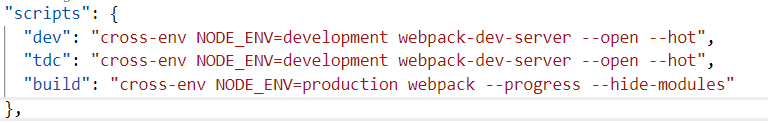 "scripts": {
"dev": "cross-env NODE_ENV=development webpack-dev-server --open --hot",
"tdc": "cross-env NODE_ENV=development webpack-dev-server --open --hot",
"build": "cross-env NODE_ENV=production webpack --progress --hide-modules"
},